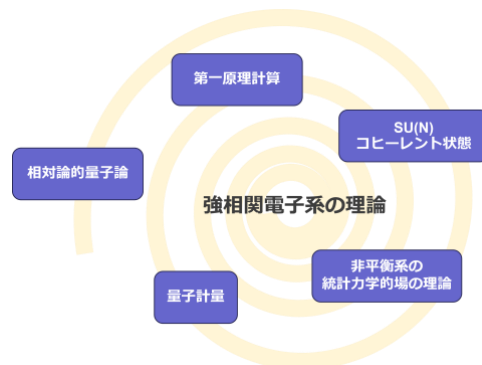 第一原理計算
SU(N)
コヒーレント状態
相対論的量子論
強相関電子系の理論
非平衡系の
統計力学的場の理論
量子計量